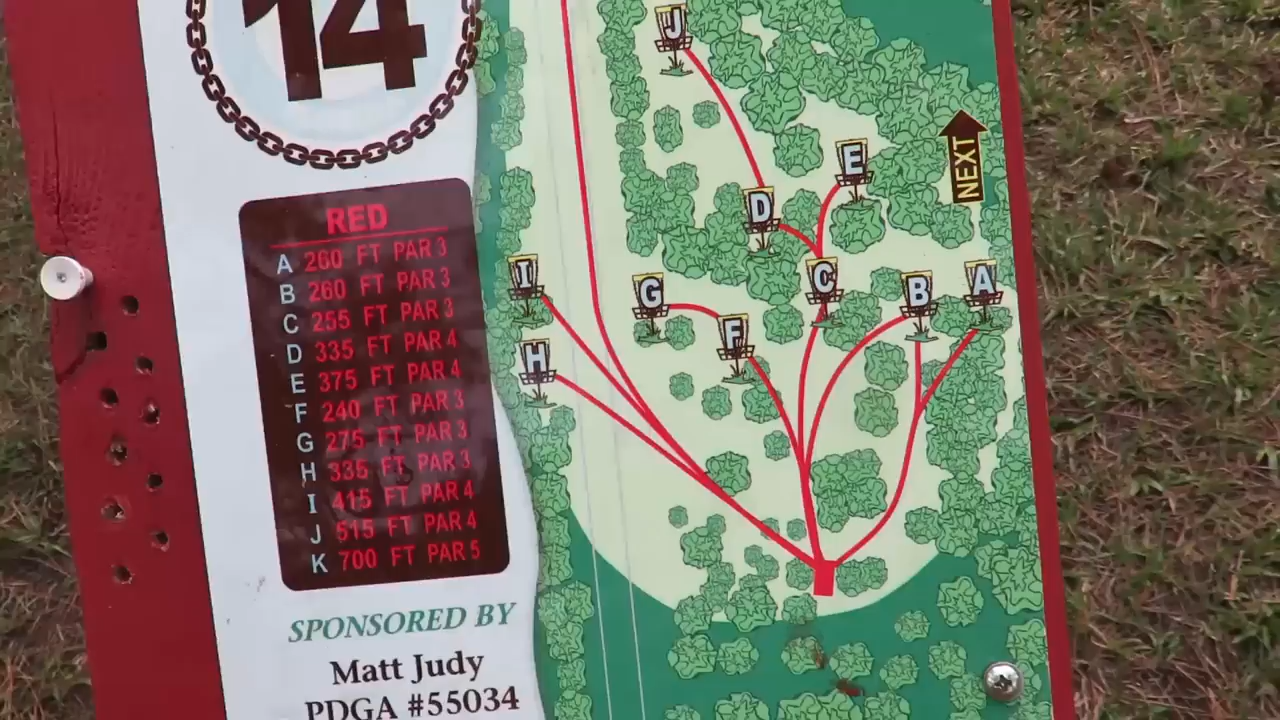 14
RED
A 260 FT PAR 3
B 260 FT PAR 3
C 255 FT PAR 3
D 335 FT PAR 4
E 375 FT PAR 4
F 240 FT PAR 3
G 275 FT PAR 3
H 335 FT PAR 3
I 415 FT PAR 4
J 515 FT PAR 4
K 700 FT PAR 5
SPONSORED BY
Matt Judy
PDGA #55034
J
E
NEXT
D
I
G
C
B
A
F
H